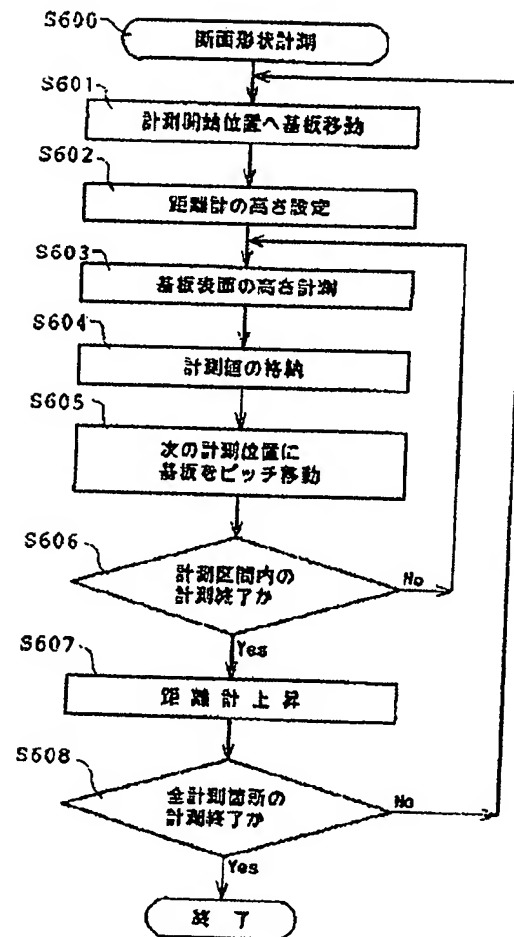 S600
断面形状計測
S601
計測開始位置へ基板移動
S602
距離計の高さ設定
S603
基板表面の高さ計測
S604
計測値の格納
S605
次の計測位置に
基板をピッチ移動
S606
計測区間内の
計測終了か
No
Yes
S607
距離計上昇
S608
全計測箇所の
計測終了か
No
Yes
終了